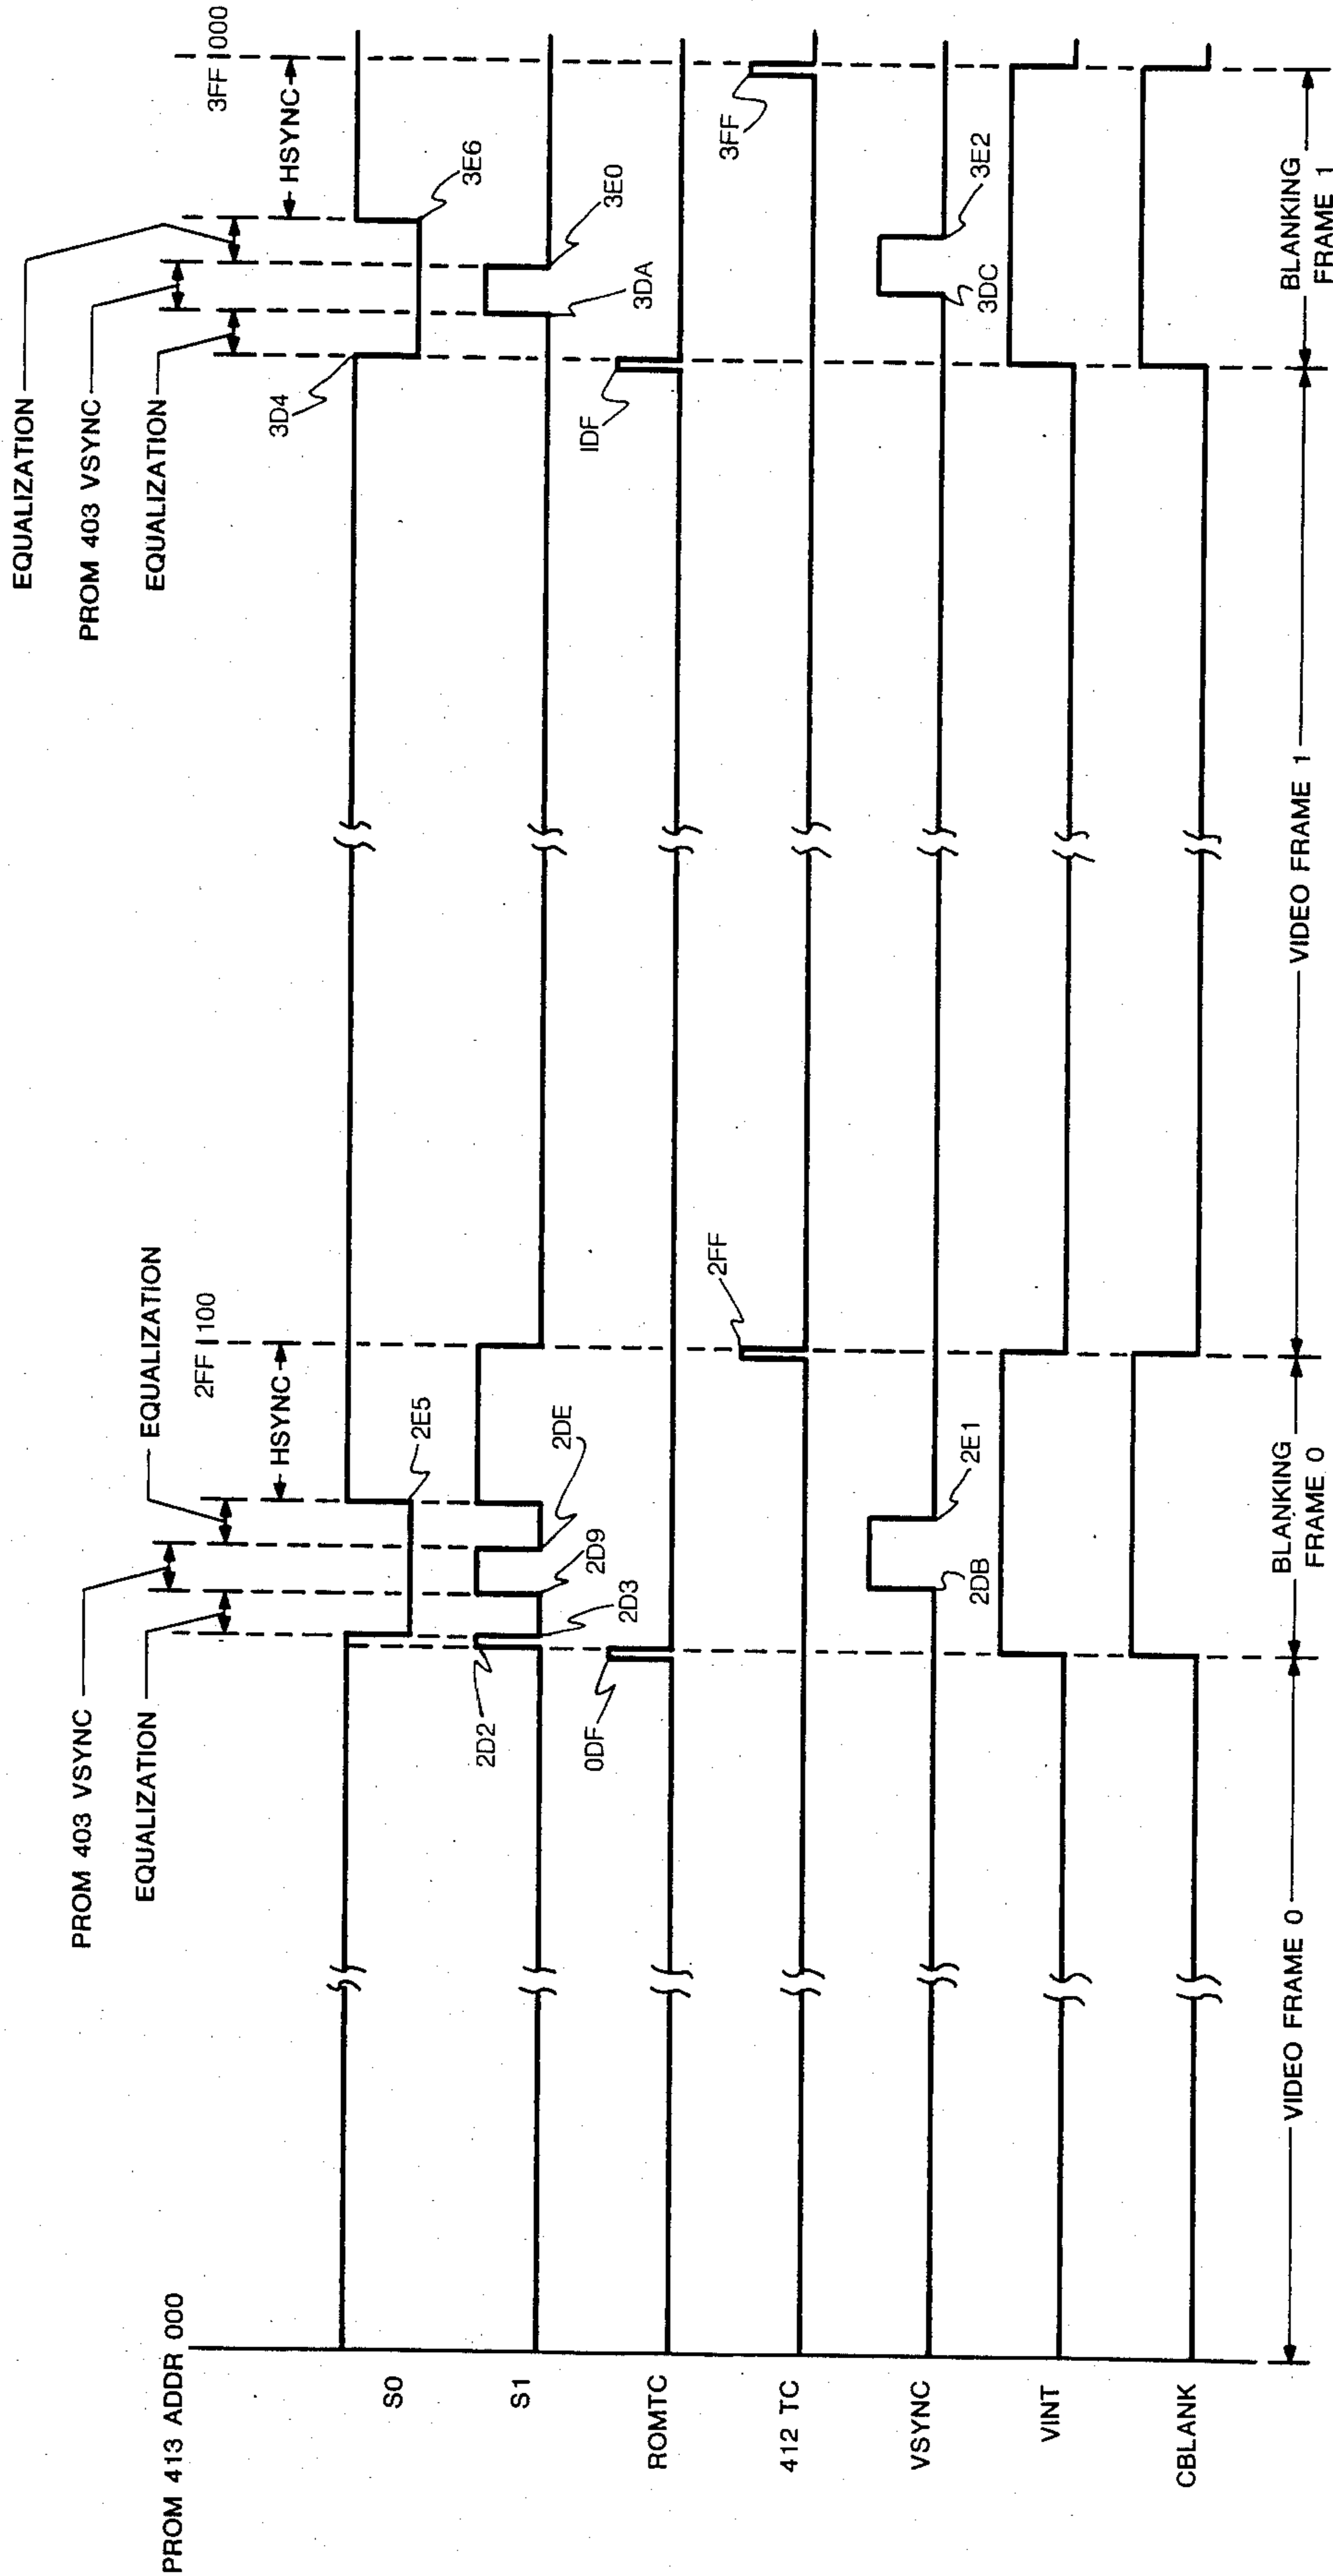 PROM 413 ADDR 000
PROM 403 VSYNC
EQUALIZATION
EQUALIZATION
2FF 100
HSYNC
EQUALIZATION
PROM 403 VSYNC
EQUALIZATION
3FF 000
HSYNC
S0
2E5
3D4
3E6
S1
2D2
2D3
2D9
2DE
3DA
3E0
ROMTC
0DF
1DF
412 TC
2FF
3FF
VSYNC
2DB
2E1
3DC
3E2
VINT
CBLANK
VIDEO FRAME 0
BLANKING
FRAME 0
VIDEO FRAME 1
BLANKING
FRAME 1